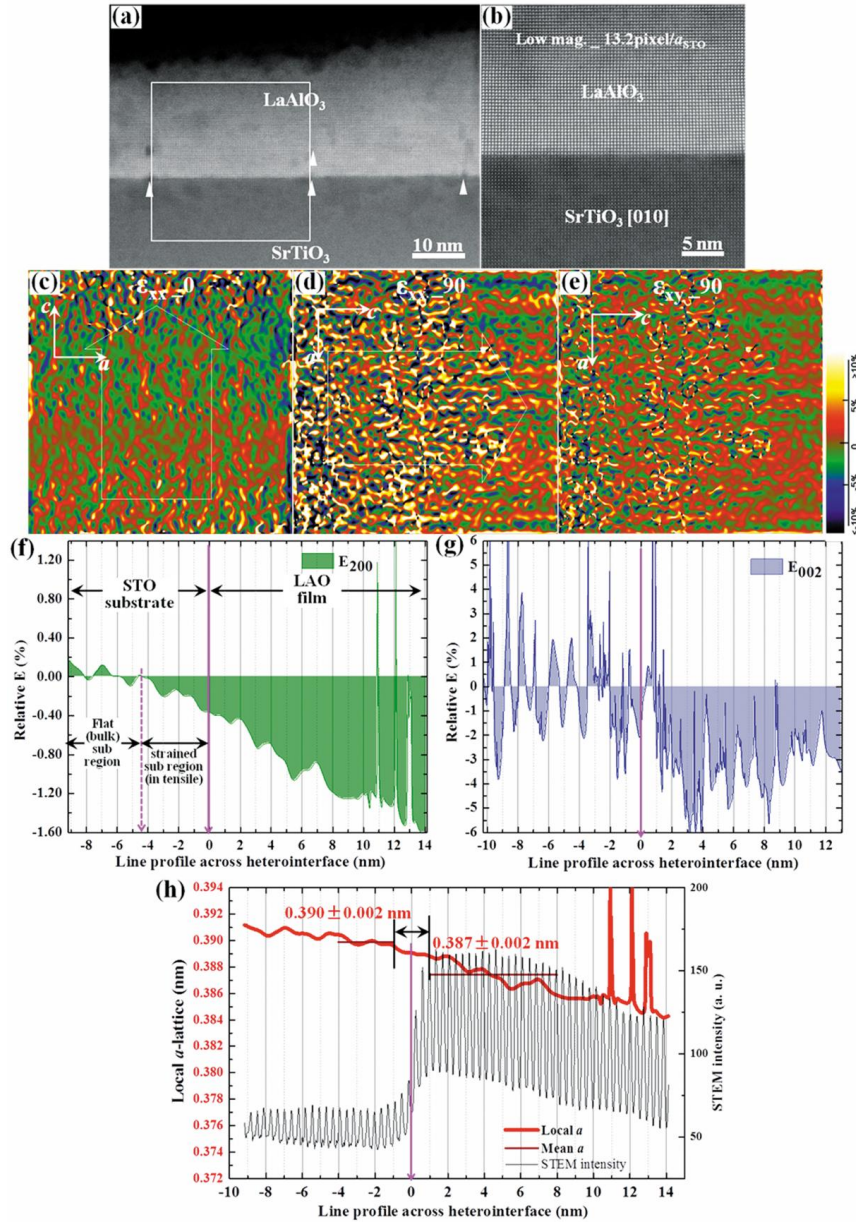 (a)
LaAlO3
SrTiO3
10 nm
(b)
Low mag. _ 13.2pixel/aSTO
LaAlO3
SrTiO3 [010]
5 nm
(c)
εxx_0
c
a
(d)
εxx_90
c
a
(e)
εxy_90
c
a
>10%
5%
0
-5%
<-10%
(f)
E200
STO
substrate
LAO
film
Flat
(bulk) sub
region
strained
sub region
(in tensile)
Relative E (%)
1.20
0.80
0.40
0.00
-0.40
-0.80
-1.20
-1.60
-8 -6 -4 -2 0 2 4 6 8 10 12 14
Line profile across heterointerface (nm)
(g)
E002
Relative E (%)
6
5
4
3
2
1
0
-1
-2
-3
-4
-5
-6
-10 -8 -6 -4 -2 0 2 4 6 8 10 12
Line profile across heterointerface (nm)
(h)
0.390 ± 0.002 nm
0.387 ± 0.002 nm
Local a-lattice (nm)
0.394
0.392
0.390
0.388
0.386
0.384
0.382
0.380
0.378
0.376
0.374
0.372
STEM intensity (a. u.)
200
150
100
50
Local a
Mean a
STEM intensity
-10 -8 -6 -4 -2 0 2 4 6 8 10 12 14
Line profile across heterointerface (nm)